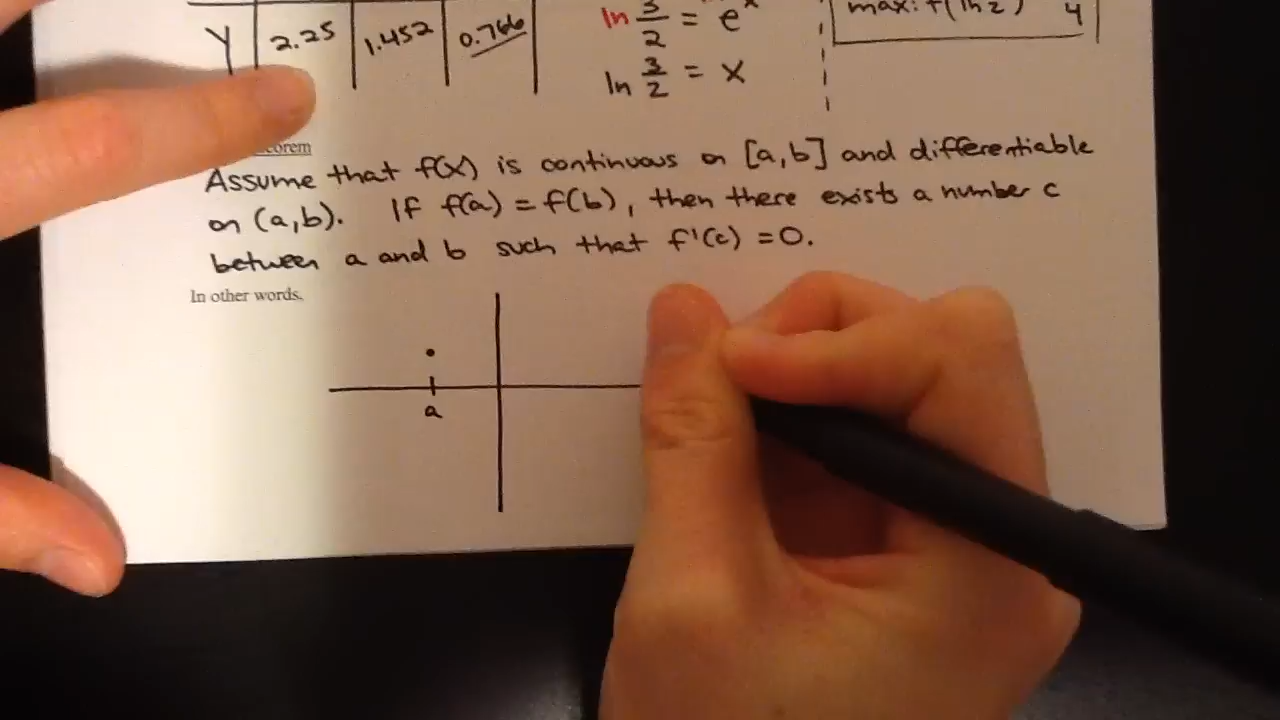 Y 2.25 1.452 0.766
ln 3/2 = e^x
ln 3/2 = x
max: f(ln 2) 4
Assume that f(x) is continuous on [a,b] and differentiable
on (a,b). If f(a) = f(b), then there exists a number c
between a and b such that f'(c) = 0.
In other words,
a